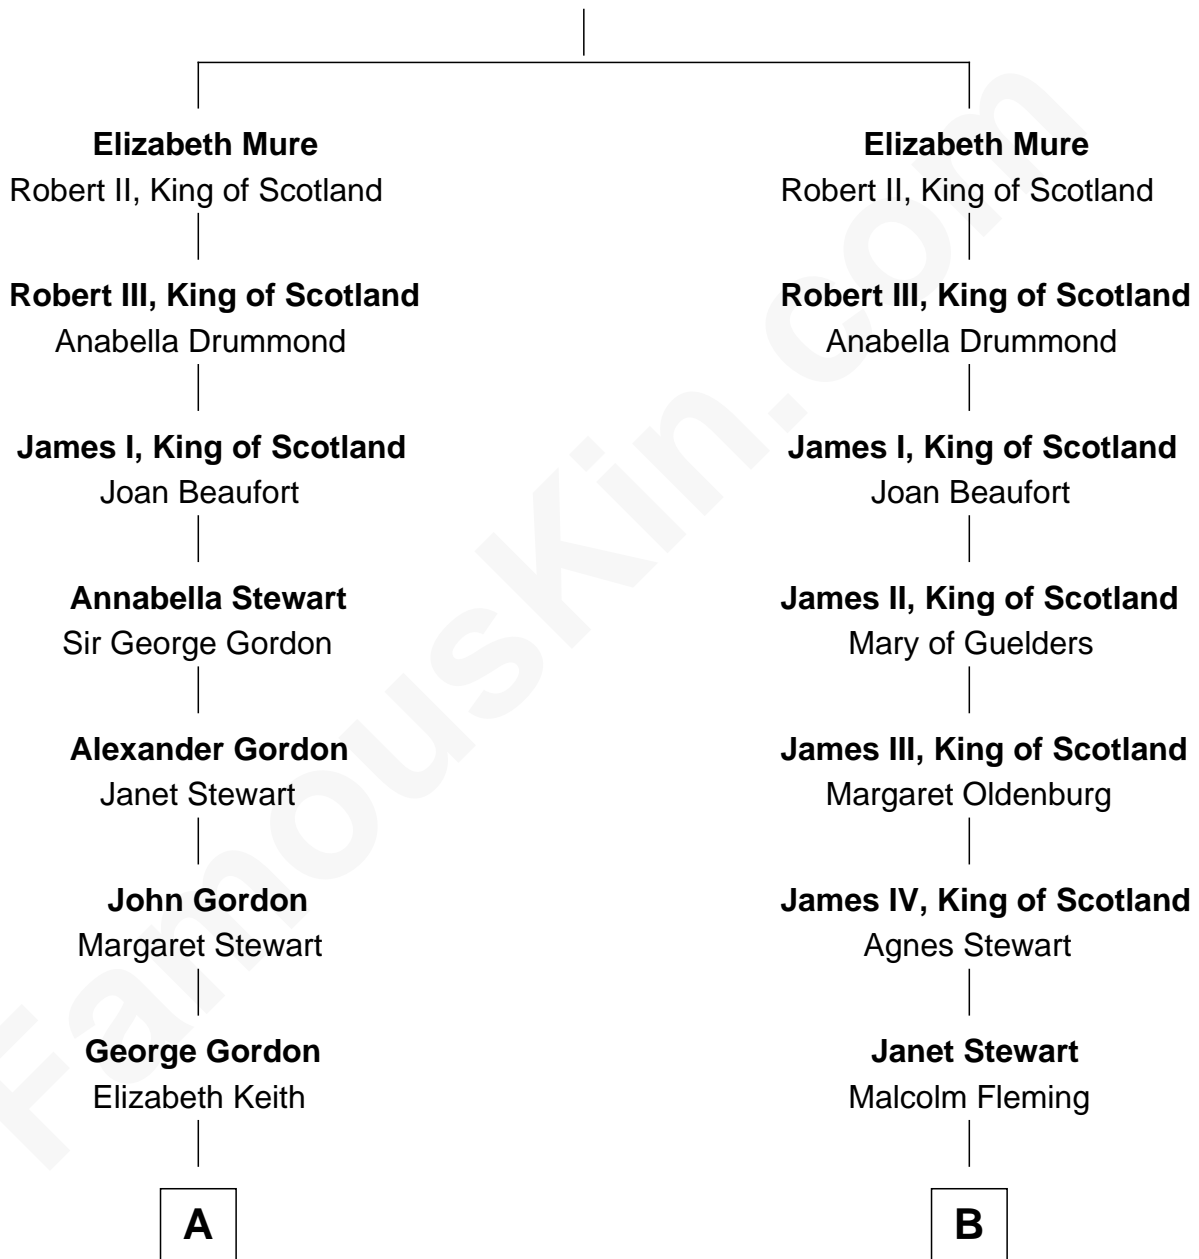 Elizabeth Mure
Robert II, King of Scotland
Robert III, King of Scotland
Anabella Drummond
James I, King of Scotland
Joan Beaufort
Annabella Stewart
Sir George Gordon
Alexander Gordon
Janet Stewart
John Gordon
Margaret Stewart
George Gordon
Elizabeth Keith
A
Elizabeth Mure
Robert II, King of Scotland
Robert III, King of Scotland
Anabella Drummond
James I, King of Scotland
Joan Beaufort
James II, King of Scotland
Mary of Guelders
James III, King of Scotland
Margaret Oldenburg
James IV, King of Scotland
Agnes Stewart
Janet Stewart
Malcolm Fleming
B
FamousKin.com